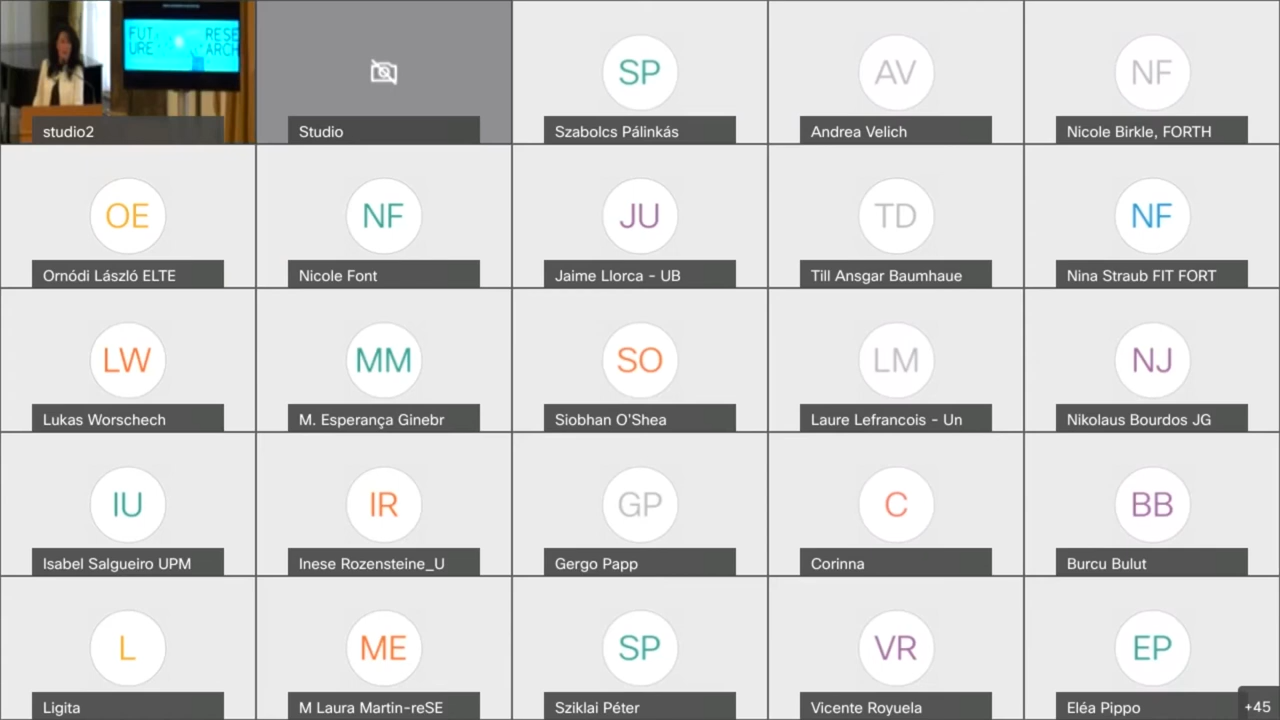 FUT RESE
URE ARCH
studio2
Studio
SP
Szabolcs Pálinkás
AV
Andrea Velich
NF
Nicole Birkle, FORTH
OE
Ornódi László ELTE
NF
Nicole Font
JU
Jaime Llorca - UB
TD
Till Ansgar Baumhaue
NF
Nina Straub FIT FORT
LW
Lukas Worschech
MM
M. Esperança Ginebr
SO
Siobhan O'Shea
LM
Laure Lefrancois - Un
NJ
Nikolaus Bourdos JG
IU
Isabel Salgueiro UPM
IR
Inese Rozensteine_U
GP
Gergo Papp
C
Corinna
BB
Burcu Bulut
L
Ligita
ME
M Laura Martin-reSE
SP
Sziklai Péter
VR
Vicente Royuela
EP
Eléa Pippo
+45